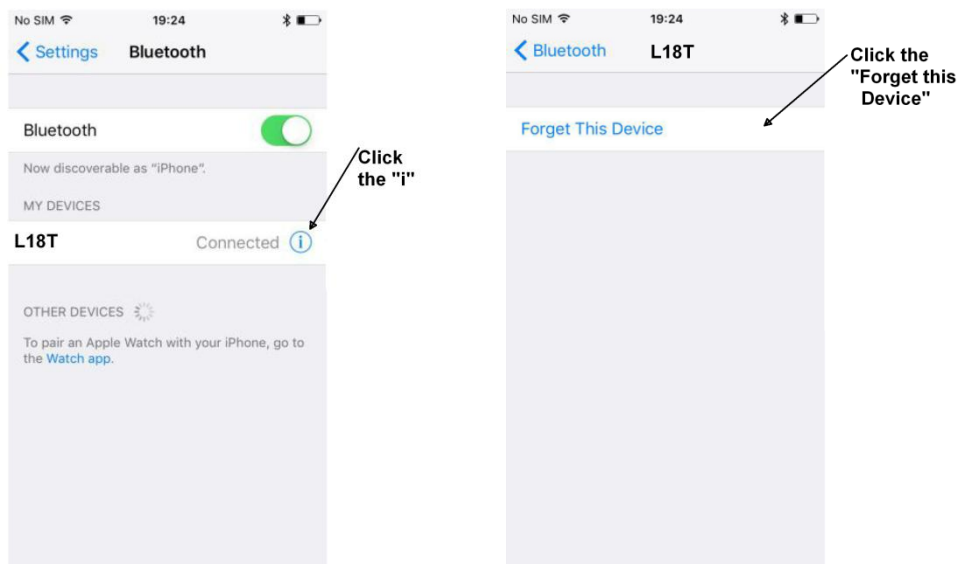 No SIM 19:24
Settings Bluetooth
Bluetooth
Now discoverable as "iPhone".
MY DEVICES
L18T Connected i
OTHER DEVICES
To pair an Apple Watch with your iPhone, go to
the Watch app.
Click
the "i"
No SIM 19:24
Bluetooth L18T
Forget This Device
Click the
"Forget this
Device"